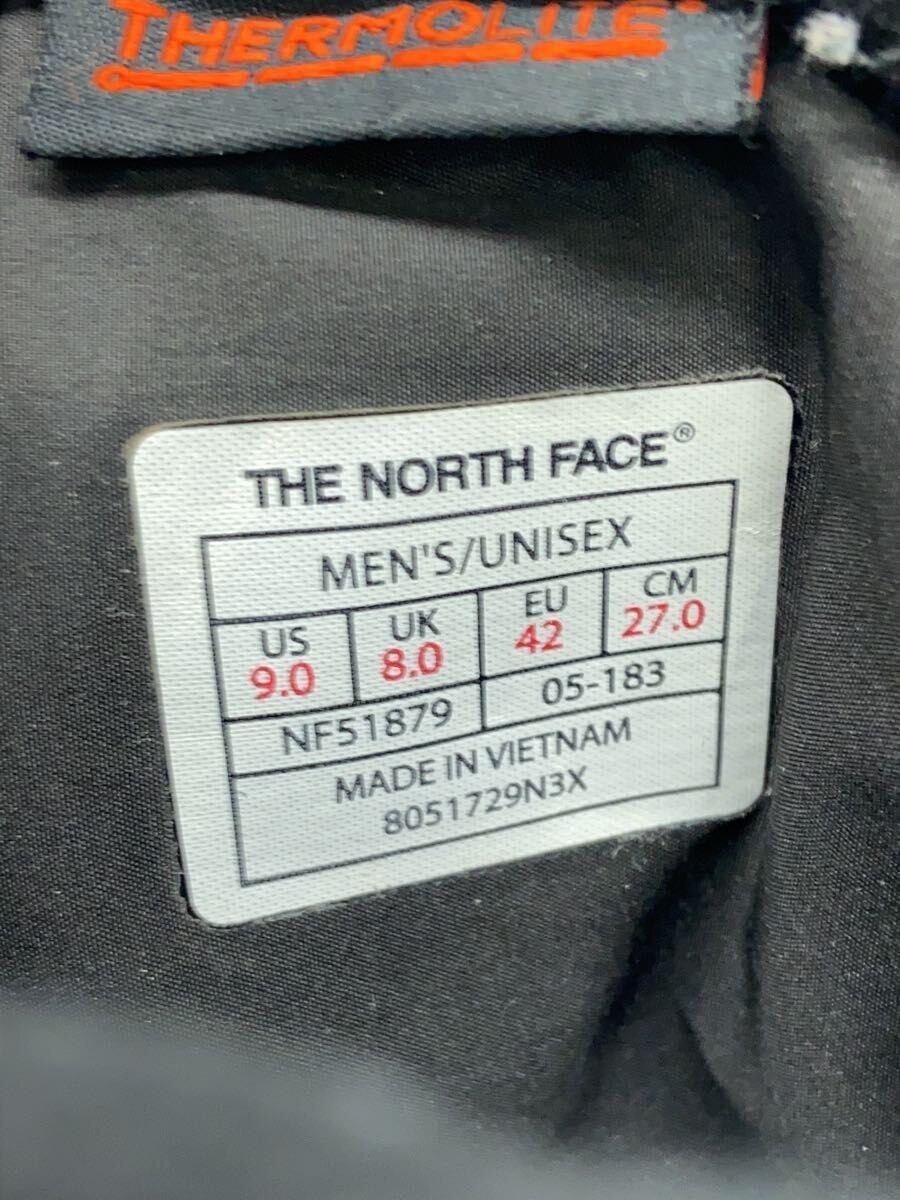 THERMOLITE®
THE NORTH FACE®
MEN'S/UNISEX
US UK EU CM
9.0 8.0 42 27.0
NF51879 05-183
MADE IN VIETNAM
8051729N3X